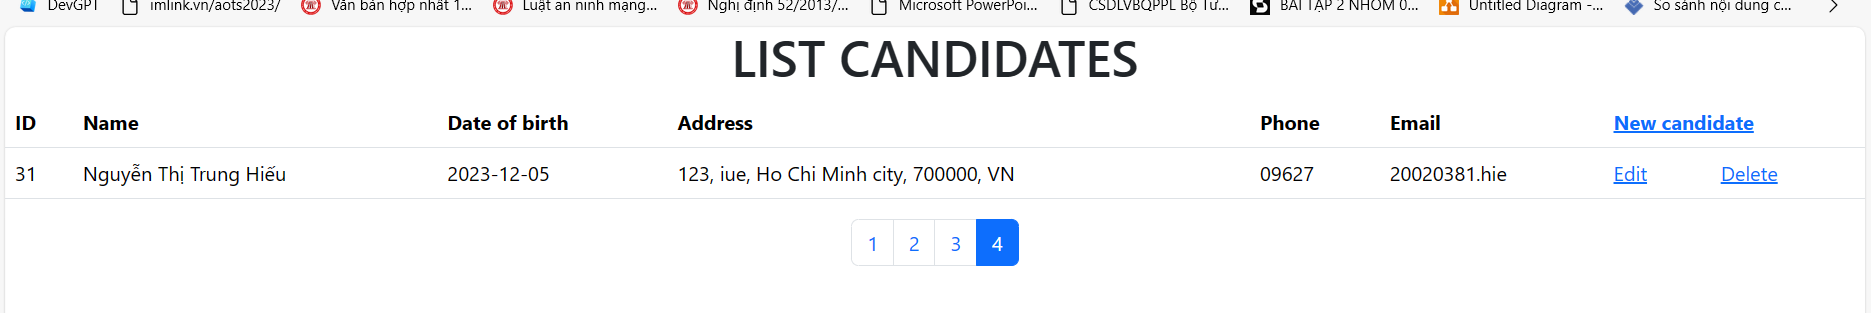 DevGPT imlink.vn/aots2023/ Văn bản hợp nhất 1... Luật an ninh mạng... Nghị định 52/2013/... Microsoft PowerPoi... CSDLVBQPPL Bộ Tư... BÀI TẬP 2 NHÓM 0... Untitled Diagram -... So sánh nội dung c...
LIST CANDIDATES
ID Name Date of birth Address Phone Email New candidate
31 Nguyễn Thị Trung Hiếu 2023-12-05 123, iue, Ho Chi Minh city, 700000, VN 09627 20020381.hie Edit Delete
1 2 3 4